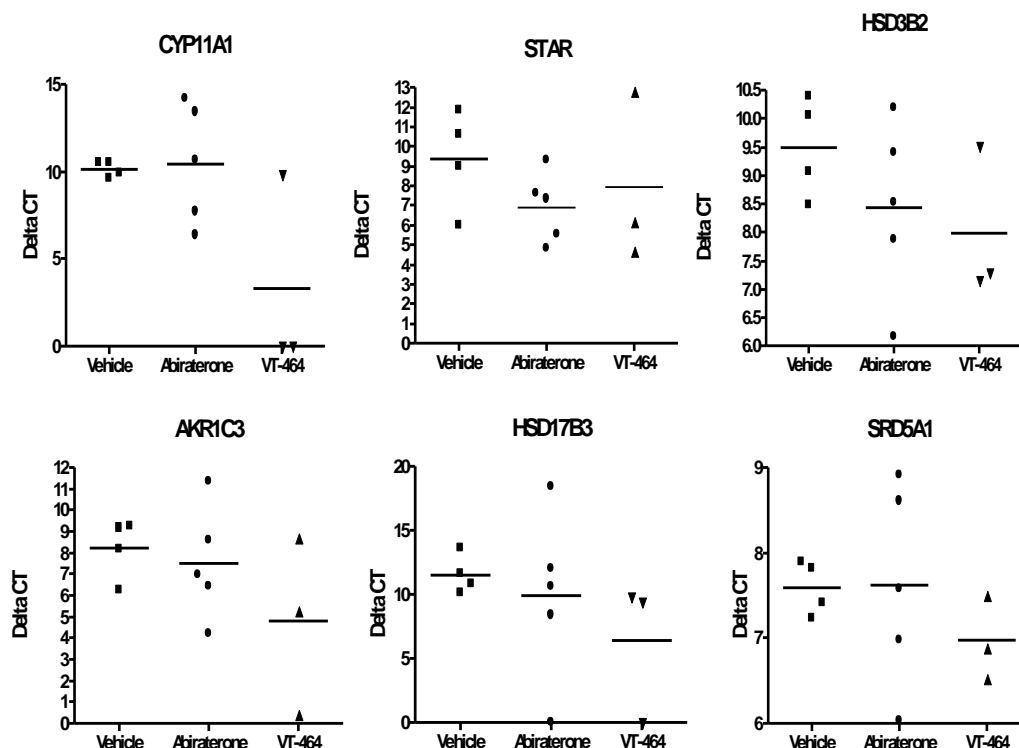 CYP11A1
Delta CT
15
10
5
0
Vehicle Abiraterone VT-464
STAR
Delta CT
13
12
11
10
9
8
7
6
5
4
3
2
1
0
Vehicle Abiraterone VT-464
HSD3B2
Delta CT
10.5
10.0
9.5
9.0
8.5
8.0
7.5
7.0
6.5
6.0
Vehicle Abiraterone VT-464
AKR1C3
Delta CT
12
11
10
9
8
7
6
5
4
3
2
1
0
Vehicle Abiraterone VT-464
HSD17B3
Delta CT
20
15
10
5
0
Vehicle Abiraterone VT-464
SRD5A1
Delta CT
9
8
7
6
Vehicle Abiraterone VT-464